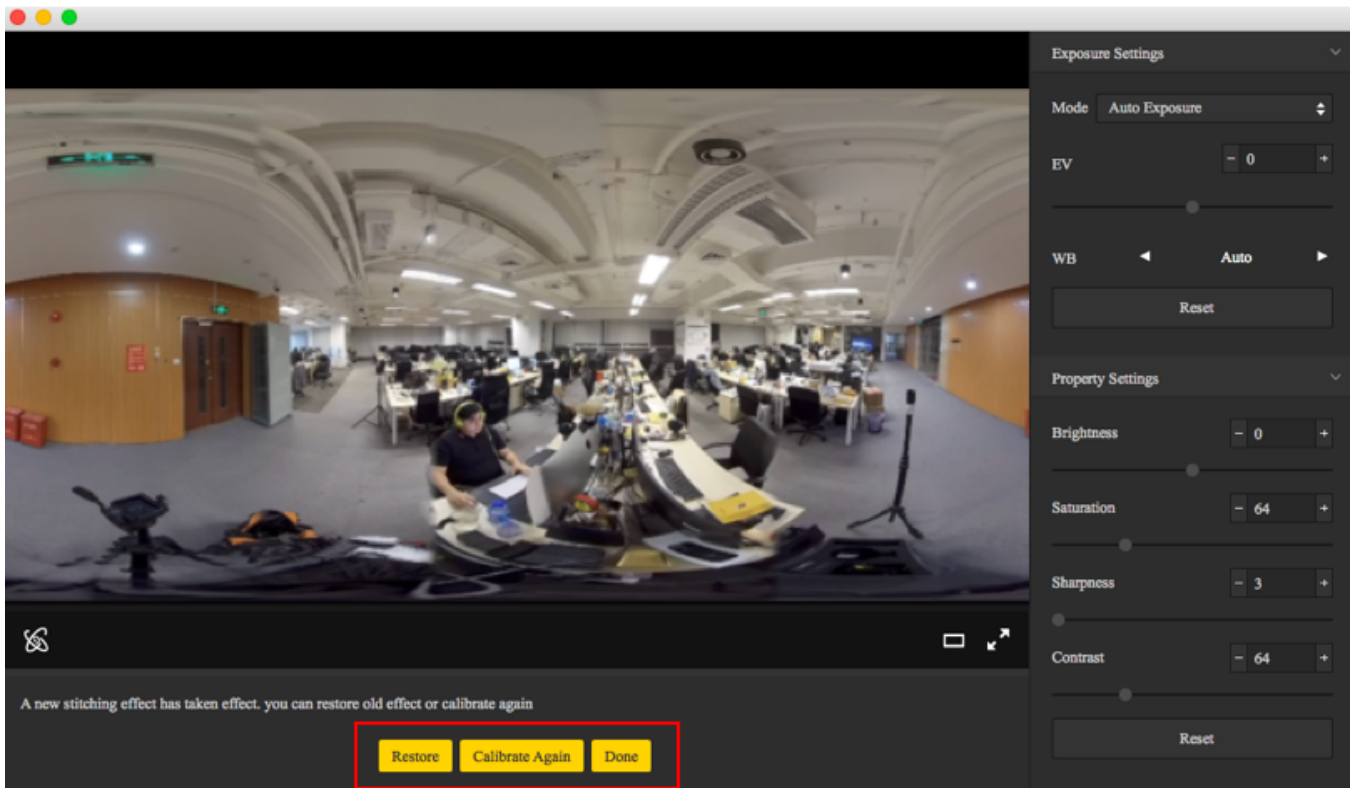 Exposure Settings
Mode Auto Exposure
EV - 0 +
WB Auto
Reset
Property Settings
Brightness - 0 +
Saturation - 64 +
Sharpness - 3 +
Contrast - 64 +
Reset
A new stitching effect has taken effect. you can restore old effect or calibrate again
Restore Calibrate Again Done